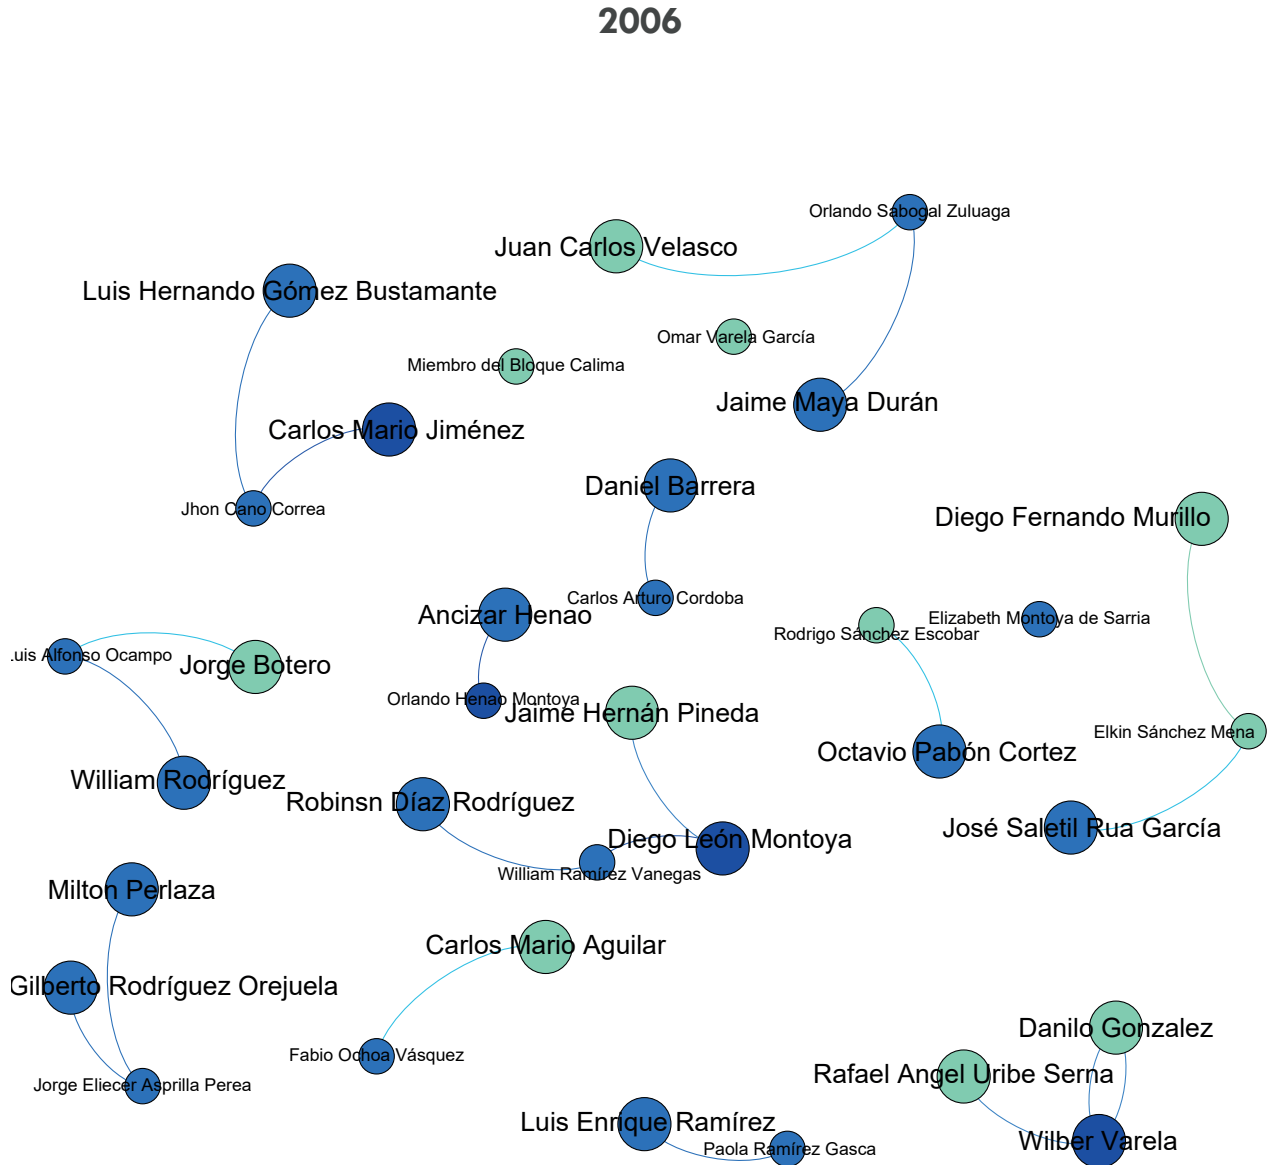 2006
Orlando Sabogal Zuluaga
Juan Carlos Velasco
Luis Hernando Gómez Bustamante
Omar Varela García
Miembro del Bloque Calima
Jaime Maya Durán
Carlos Mario Jiménez
Daniel Barrera
Jhon Cano Correa
Diego Fernando Murillo
Carlos Arturo Cordoba
Ancizar Henao
Elizabeth Montoya de Sarria
Rodrigo Sánchez Escobar
uis Alfonso Ocampo
Jorge Botero
Orlando Henao Montoya
Jaime Hernán Pineda
Elkin Sánchez Mena
Octavio Pabón Cortez
William Rodríguez
Robinsn Díaz Rodríguez
José Saletil Rua García
Diego León Montoya
William Ramírez Vanegas
Milton Perlaza
Carlos Mario Aguilar
Gilberto Rodríguez Orejuela
Danilo Gonzalez
Fabio Ochoa Vásquez
Rafael Angel Uribe Serna
Jorge Eliecer Asprilla Perea
Luis Enrique Ramírez
Wilber Varela
Paola Ramírez Gasca